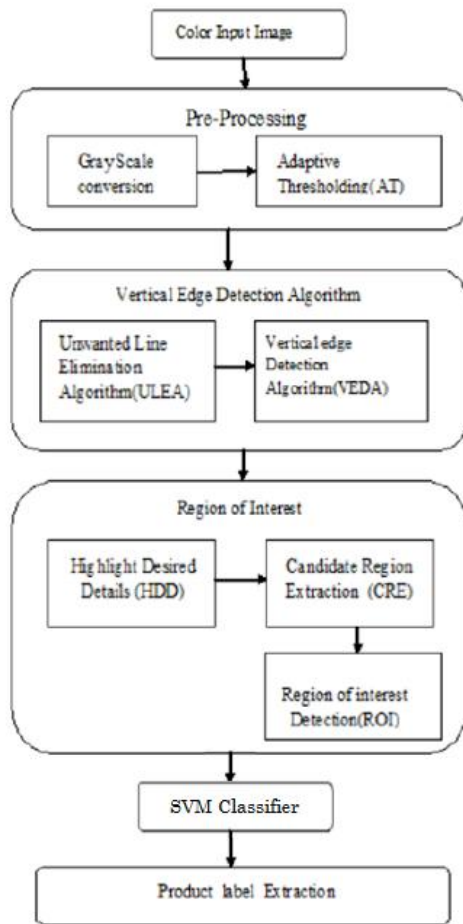 Color Input Image
Pre-Processing
GrayScale
conversion
Adaptive
Thresholding(AT)
Vertical Edge Detection Algorithm
Unwanted Line
Elimination
Algorithm(ULEA)
Vertical edge
Detection
Algorithm(VEDA)
Region of Interest
Highlight Desired
Details (HDD)
Candidate Region
Extraction (CRE)
Region of interest
Detection(ROI)
SVM Classifier
Product label Extraction